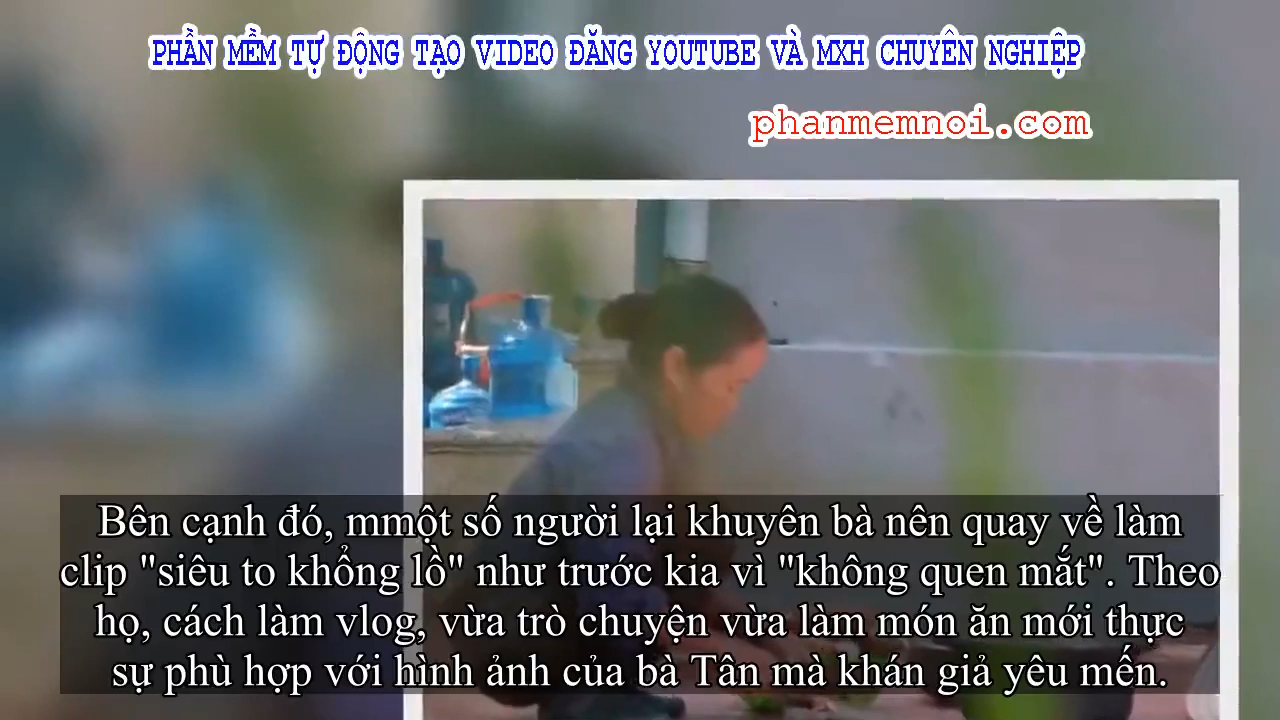 PHẦN MỀM TỰ ĐỘNG TẠO VIDEO ĐĂNG YOUTUBE VÀ MXH CHUYÊN NGHIỆP
phanmemnoi.com
Bên cạnh đó, mmột số người lại khuyên bà nên quay về làm
clip "siêu to khổng lồ" như trước kia vì "không quen mắt". Theo
họ, cách làm vlog, vừa trò chuyện vừa làm món ăn mới thực
sự phù hợp với hình ảnh của bà Tân mà khán giả yêu mến.